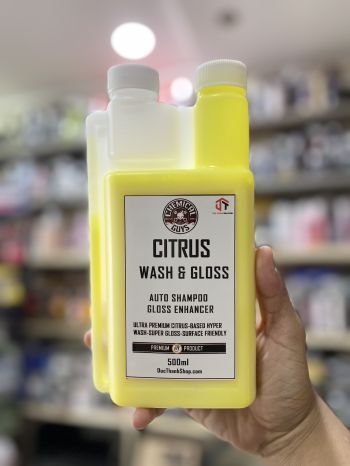 CHEMICAL
GUYS
CITRUS
WASH & GLOSS
AUTO SHAMPOO
GLOSS ENHANCER
ULTRA PREMIUM CITRUS-BASED HYPER
WASH-SUPER GLOSS-SURFACE FRIENDLY
PREMIUM PRODUCT
500ml
DucThanhShop.com